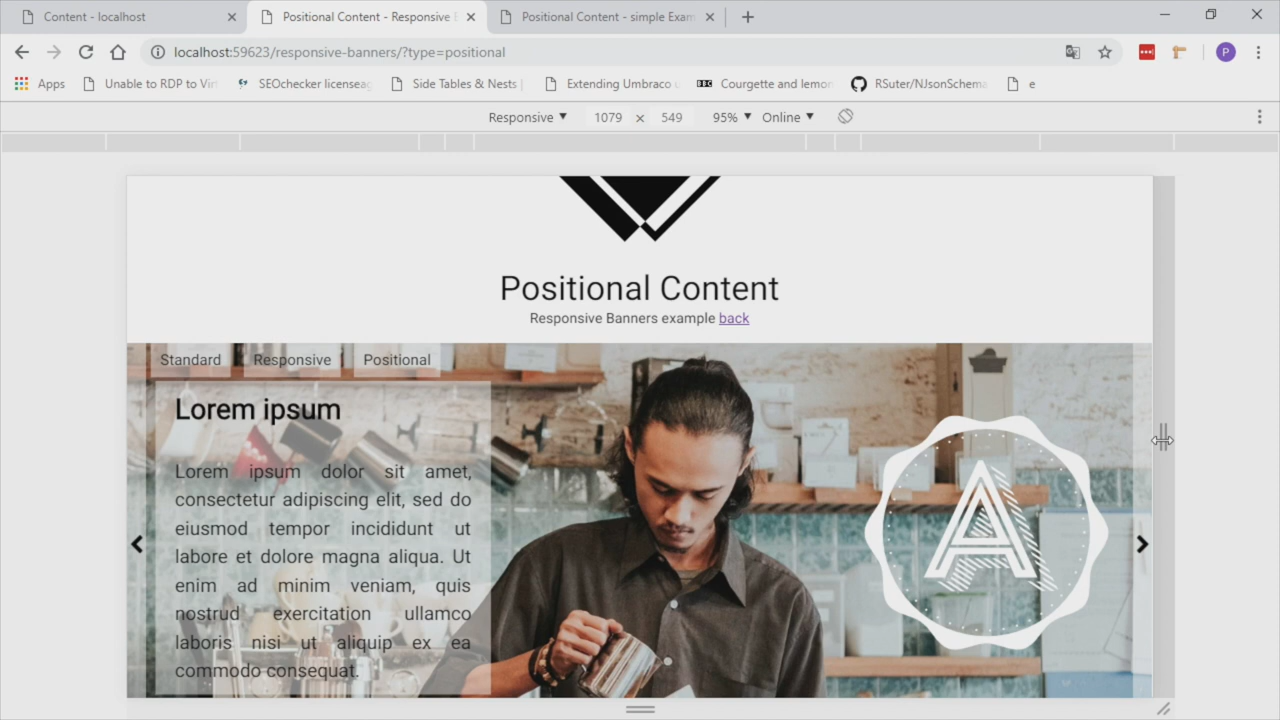 Content - localhost
Positional Content - Responsive
Positional Content - simple Exam
localhost:59623/responsive-banners/?type=positional
P
Apps
Unable to RDP to Virt
SEOchecker licenseag
Side Tables & Nests |
Extending Umbraco u
BBC
Courgette and lemon
RSuter/NJsonSchema
e
Responsive
1079 × 549
95%
Online
Positional Content
Responsive Banners example back
Standard
Responsive
Positional
Lorem ipsum
Lorem ipsum dolor sit amet,
consectetur adipiscing elit, sed do
eiusmod tempor incididunt ut
labore et dolore magna aliqua. Ut
enim ad minim veniam, quis
nostrud exercitation ullamco
laboris nisi ut aliquip ex ea
commodo consequat.
A